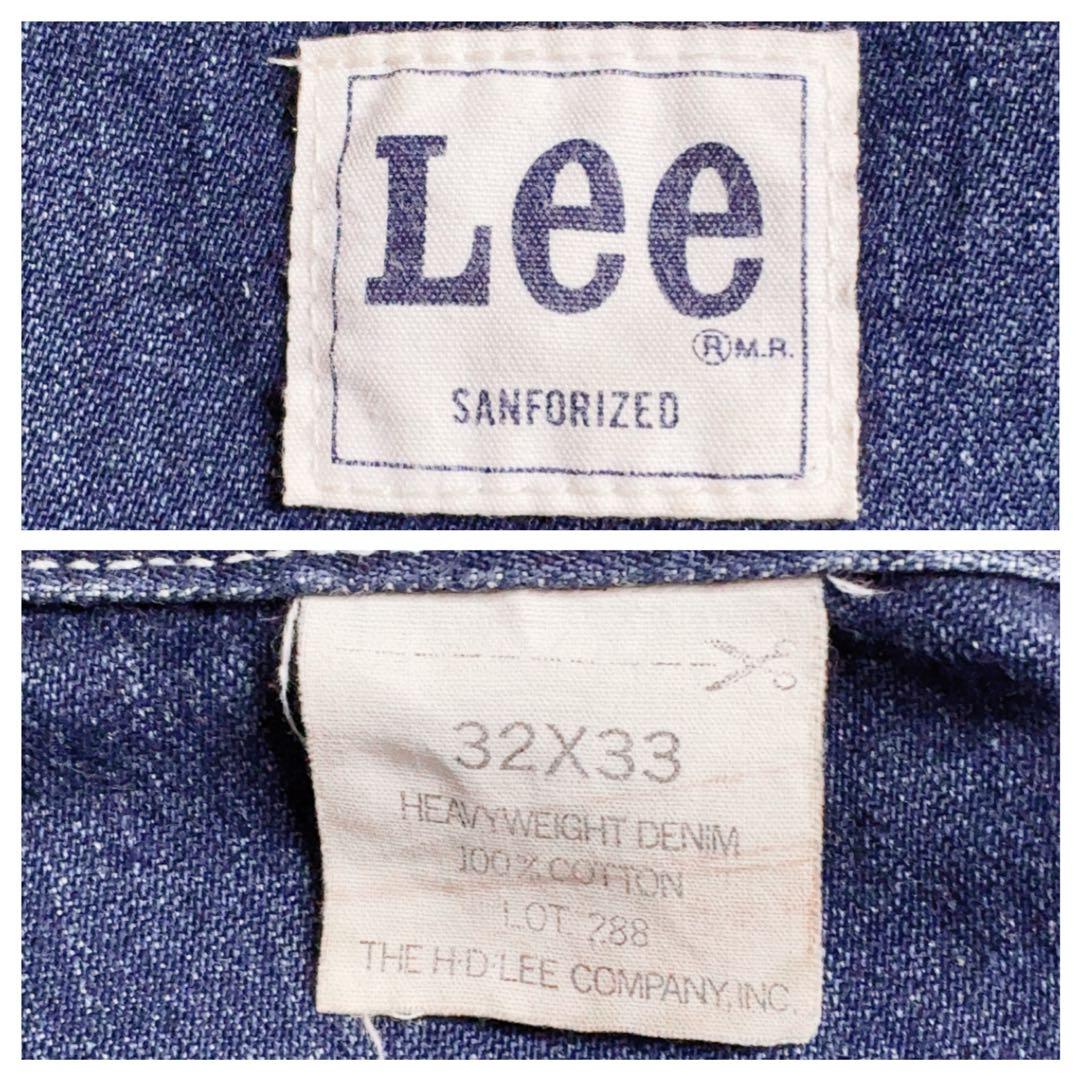 Lee
® M.R.
SANFORIZED
32X33
HEAVYWEIGHT DENIM
100% COTTON
LOT. 288
THE H·D·LEE COMPANY, INC.